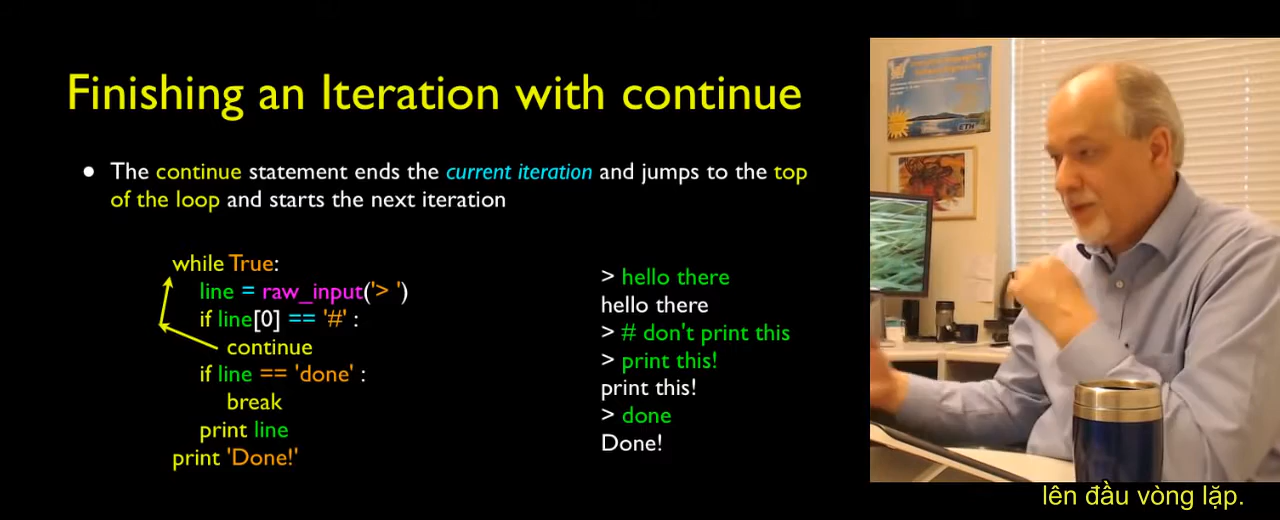 Finishing an Iteration with continue
● The continue statement ends the current iteration and jumps to the top
of the loop and starts the next iteration
while True:
line = raw_input('> ')
if line[0] == '#' :
continue
if line == 'done' :
break
print line
print 'Done!'
> hello there
hello there
> # don't print this
> print this!
print this!
> done
Done!
ETH
lên đầu vòng lặp.